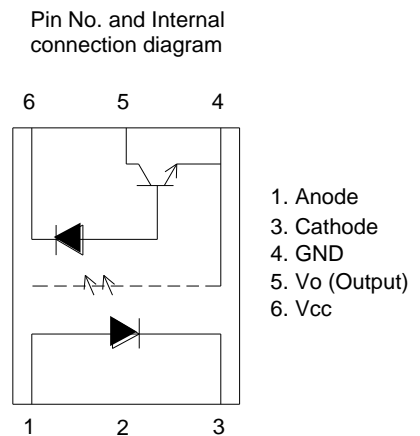 Pin No. and Internal
connection diagram
6 5 4
1. Anode
3. Cathode
4. GND
5. Vo (Output)
6. Vcc
1 2 3